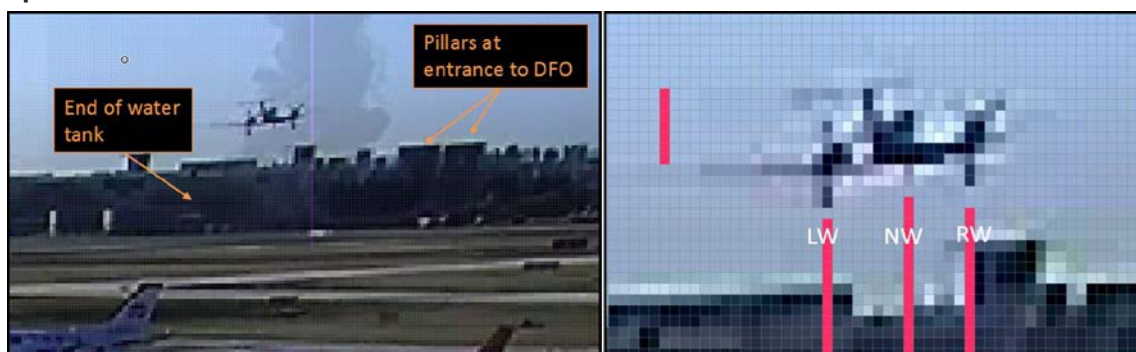 Pillars at
entrance to DFO
End of water
tank
LW
NW
RW